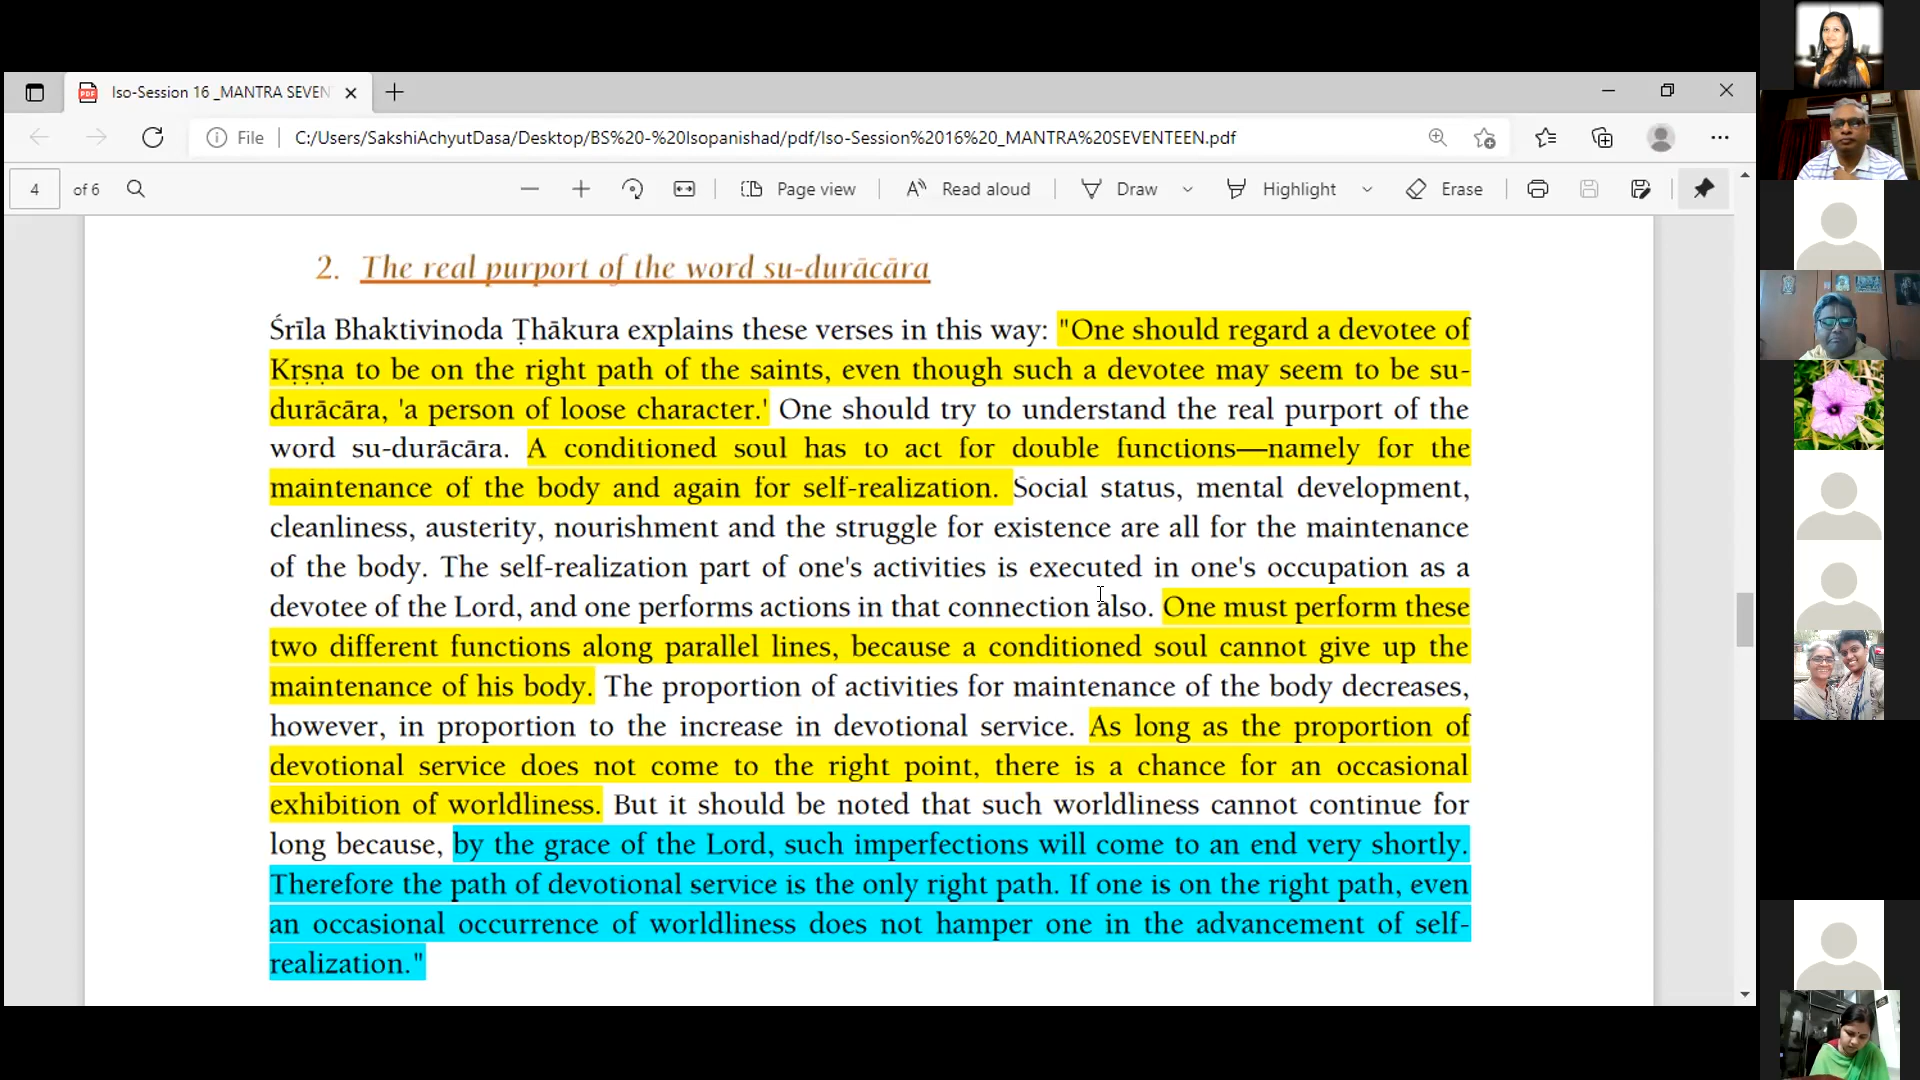 Iso-Session 16 _MANTRA SEVEN
File
C:/Users/SakshiAchyutDasa/Desktop/BS%20-%20Isopanishad/pdf/Iso-Session%2016%20_MANTRA%20SEVENTEEN.pdf
4 of 6
Page view
Read aloud
Draw
Highlight
Erase
2. The real purport of the word su-durācāra
Śrīla Bhaktivinoda Ṭhākura explains these verses in this way: "One should regard a devotee of
Kṛṣṇa to be on the right path of the saints, even though such a devotee may seem to be su-
durācāra, 'a person of loose character.' One should try to understand the real purport of the
word su-durācāra. A conditioned soul has to act for double functions—namely for the
maintenance of the body and again for self-realization. Social status, mental development,
cleanliness, austerity, nourishment and the struggle for existence are all for the maintenance
of the body. The self-realization part of one's activities is executed in one's occupation as a
devotee of the Lord, and one performs actions in that connection also. One must perform these
two different functions along parallel lines, because a conditioned soul cannot give up the
maintenance of his body. The proportion of activities for maintenance of the body decreases,
however, in proportion to the increase in devotional service. As long as the proportion of
devotional service does not come to the right point, there is a chance for an occasional
exhibition of worldliness. But it should be noted that such worldliness cannot continue for
long because, by the grace of the Lord, such imperfections will come to an end very shortly.
Therefore the path of devotional service is the only right path. If one is on the right path, even
an occasional occurrence of worldliness does not hamper one in the advancement of self-
realization."